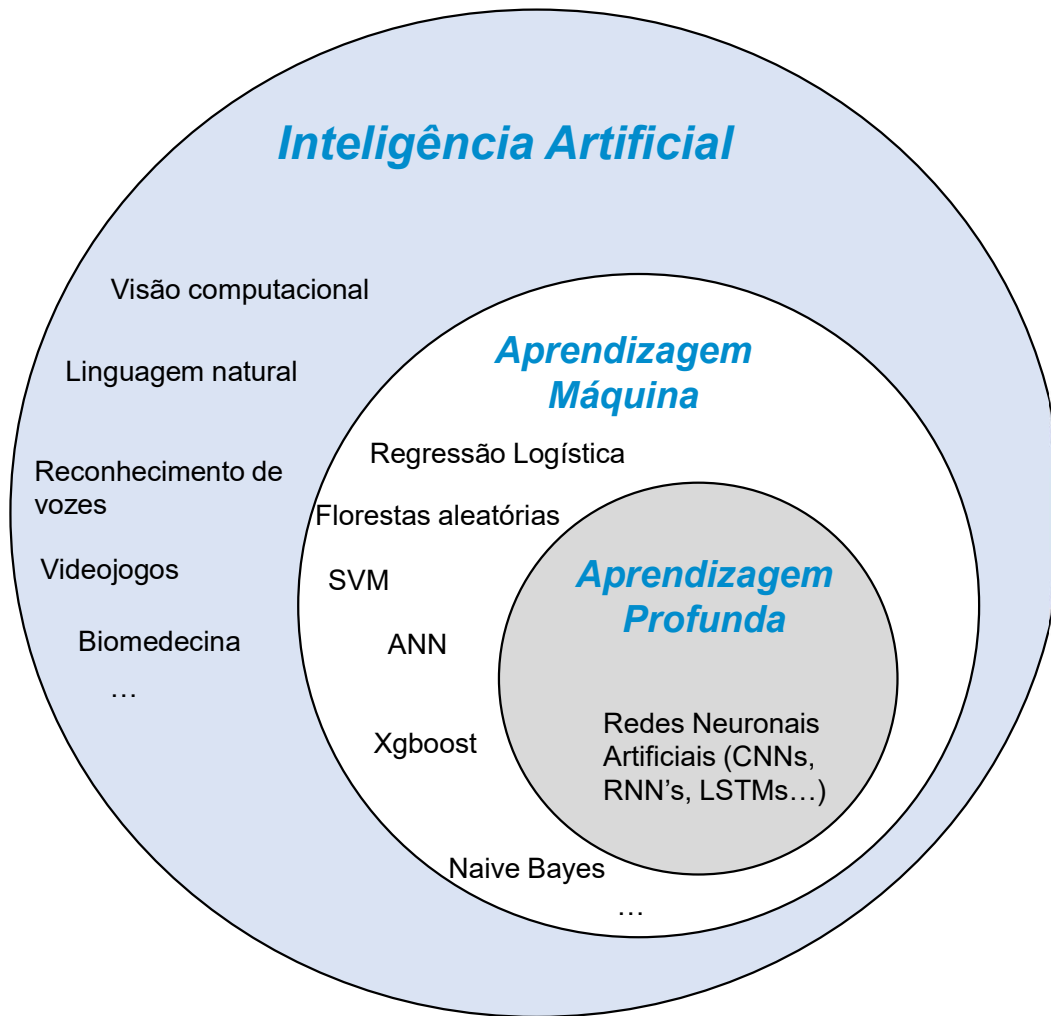 Inteligência Artificial
Visão computacional
Linguagem natural
Reconhecimento de
vozes
Videojogos
Biomedecina
…
Aprendizagem
Máquina
Regressão Logística
Florestas aleatórias
SVM
ANN
Xgboost
Naive Bayes
…
Aprendizagem
Profunda
Redes Neuronais
Artificiais (CNNs,
RNN’s, LSTMs…)